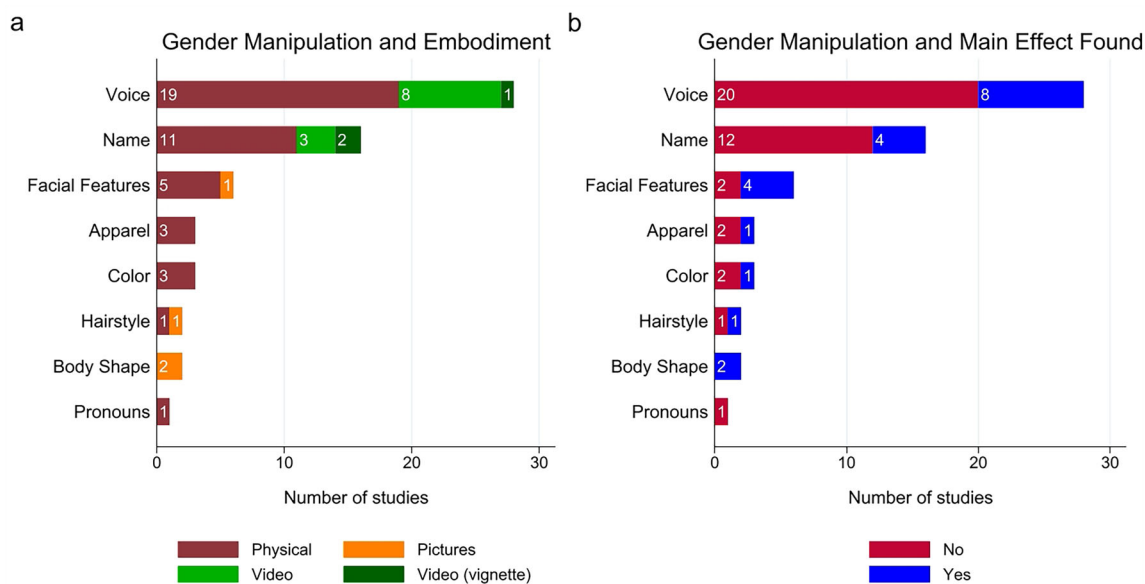 a
Gender Manipulation and Embodiment
Voice 19 8 1
Name 11 3 2
Facial Features 5 1
Apparel 3
Color 3
Hairstyle 1 1
Body Shape 2
Pronouns 1
0 10 20 30
Number of studies
Physical Pictures
Video Video (vignette)
b
Gender Manipulation and Main Effect Found
Voice 20 8
Name 12 4
Facial Features 2 4
Apparel 2 1
Color 2 1
Hairstyle 1 1
Body Shape 2
Pronouns 1
0 10 20 30
Number of studies
No
Yes